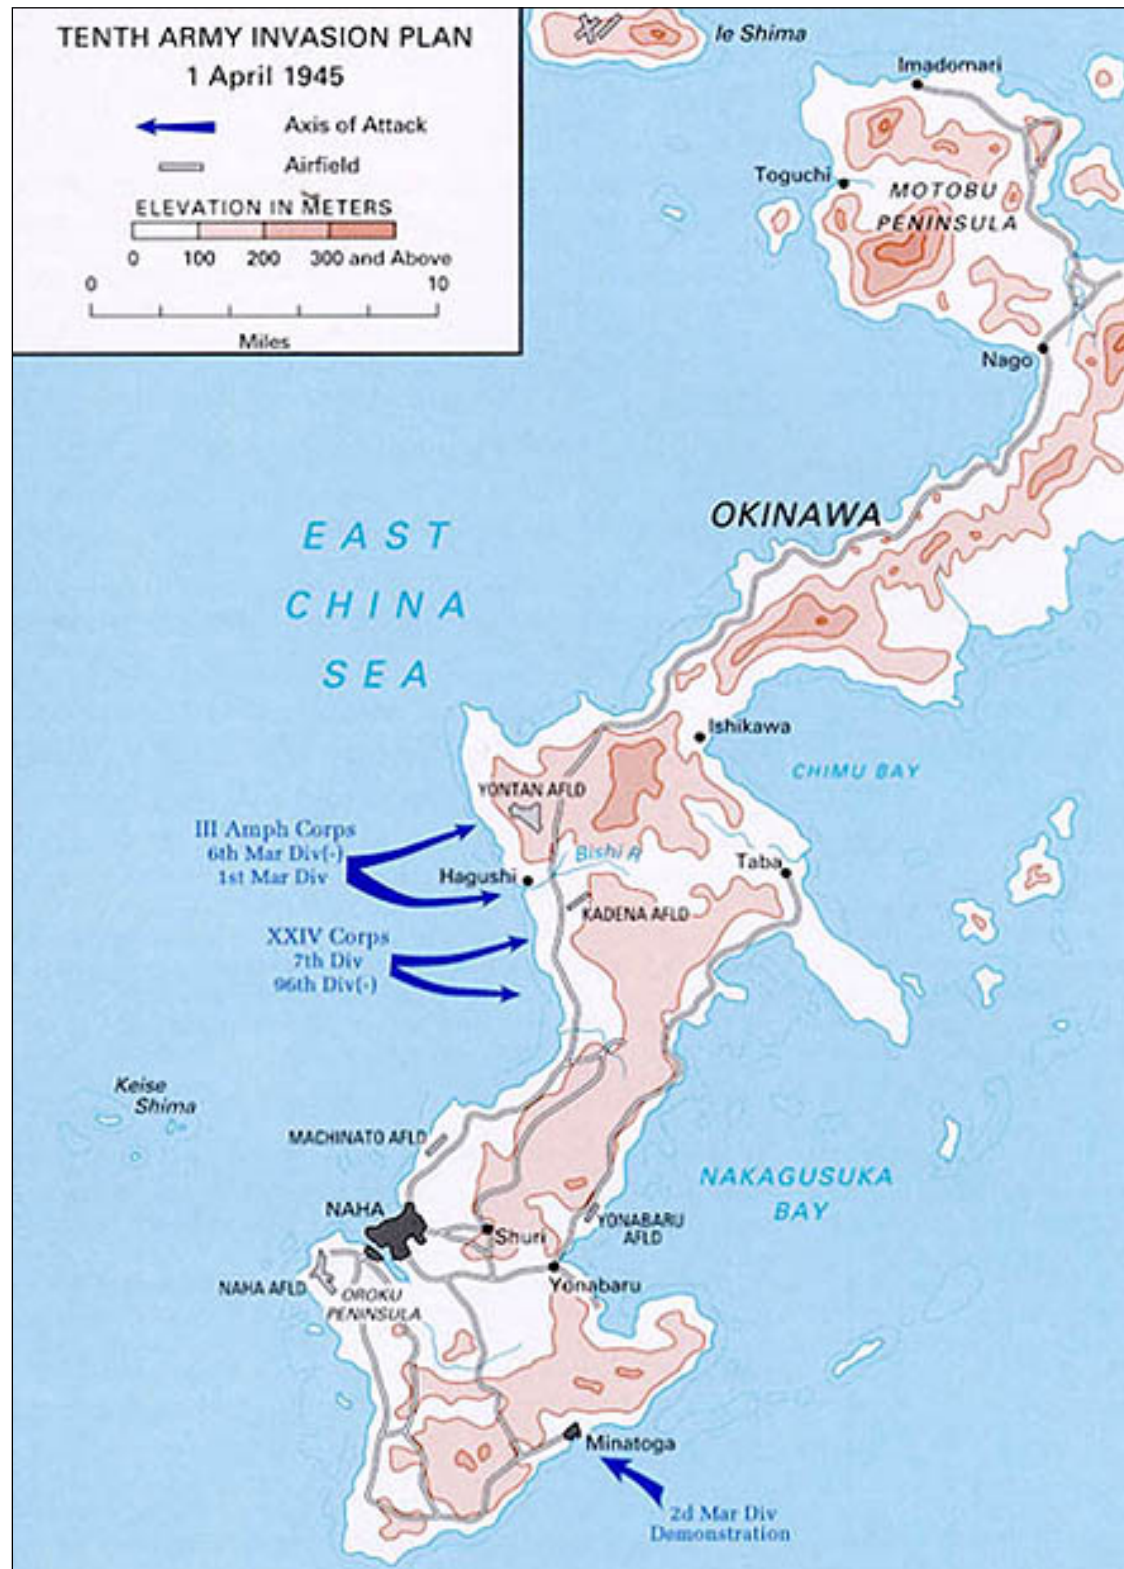 TENTH ARMY INVASION PLAN
1 April 1945
Axis of Attack
Airfield
ELEVATION IN METERS
0 100 200 300 and Above
0 10
Miles
Ie Shima
Imadomari
Toguchi
MOTOBU
PENINSULA
Nago
OKINAWA
EAST
CHINA
SEA
Ishikawa
CHIMU BAY
YONTAN AFLD
III Amph Corps
6th Mar Div(-)
1st Mar Div
Bishi R
Hagushi
Taba
KADENA AFLD
XXIV Corps
7th Div
96th Div(-)
Keise
Shima
MACHINATO AFLD
NAKAGUSUKA
BAY
NAHA
Shuri
YONABARU
AFLD
NAHA AFLD
OROKU
PENINSULA
Yonabaru
Minatoga
2d Mar Div
Demonstration